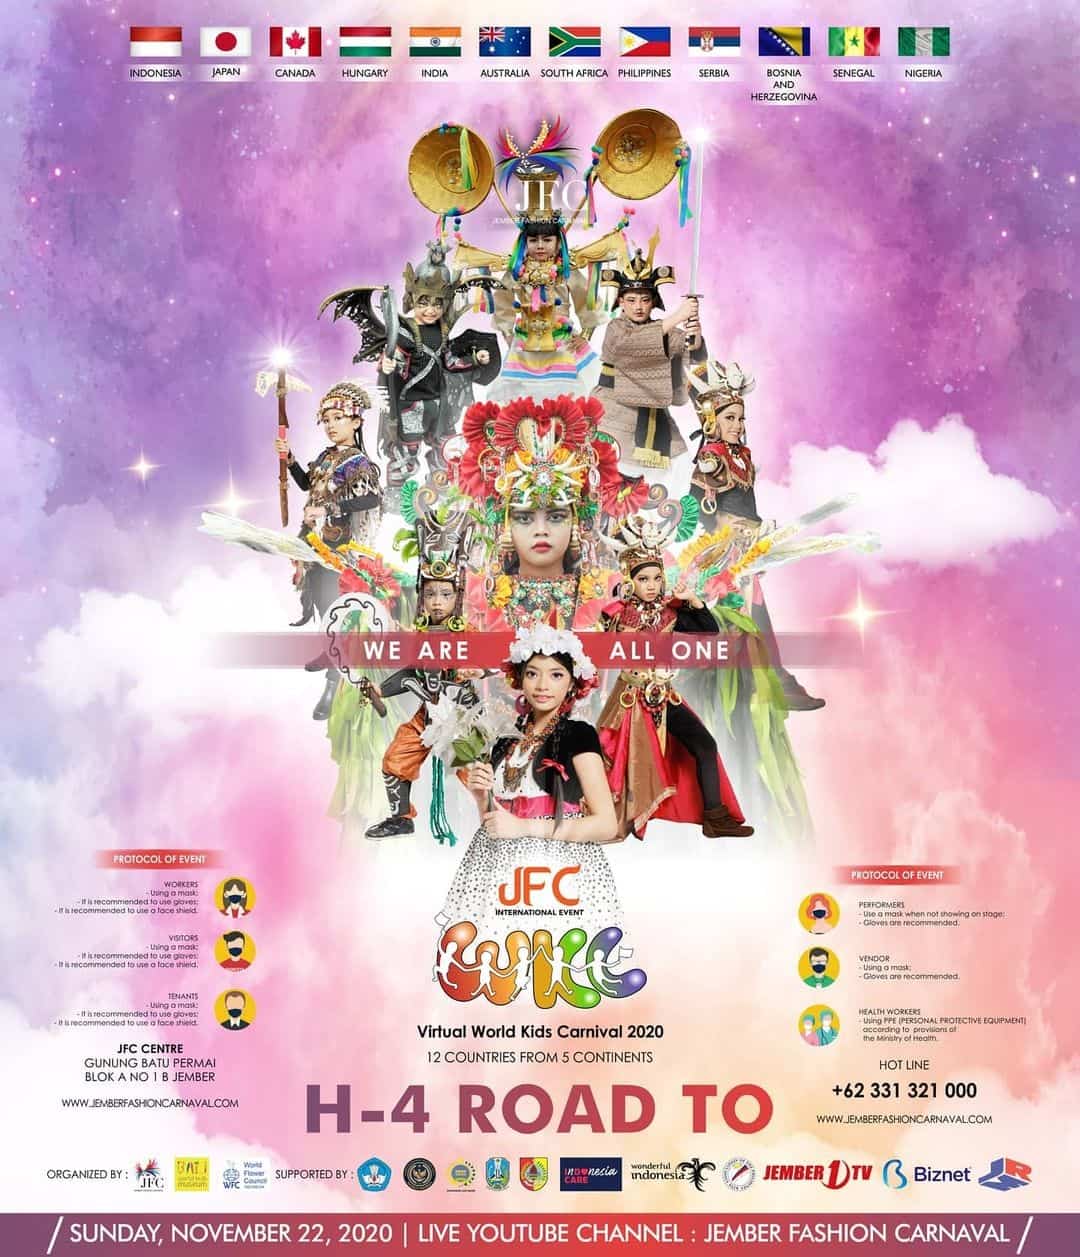 INDONESIA
JAPAN
CANADA
HUNGARY
INDIA
AUSTRALIA
SOUTH AFRICA
PHILIPPINES
SERBIA
BOSNIA
AND
HERZEGOVINA
SENEGAL
NIGERIA
JFC
JEMBER FASHION CARNAVAL
WE ARE ALL ONE
PROTOCOL OF EVENT
WORKERS
- Using a mask;
- It is recommended to use gloves;
- It is recommended to use a face shield.
VISITORS
- Using a mask;
- It is recommended to use gloves;
- It is recommended to use a face shield.
TENANTS
- Using a mask;
- It is recommended to use gloves;
- It is recommended to use a face shield.
JFC CENTRE
GUNUNG BATU PERMAI
BLOK A NO 1 B JEMBER
WWW.JEMBERFASHIONCARNAVAL.COM
JFC
INTERNATIONAL EVENT
WKC
Virtual World Kids Carnival 2020
12 COUNTRIES FROM 5 CONTINENTS
PROTOCOL OF EVENT
PERFORMERS
- Use a mask when not showing on stage;
- Gloves are recommended.
VENDOR
- Using a mask;
- Gloves are recommended.
HEALTH WORKERS
- Using PPE (PERSONAL PROTECTIVE EQUIPMENT)
according to provisions of
the Ministry of Health.
HOT LINE
+62 331 321 000
WWW.JEMBERFASHIONCARNAVAL.COM
H-4 ROAD TO
ORGANIZED BY :
JFC
World
Flower
Council
WFC
SUPPORTED BY :
INDONESIA
CARE
wonderful
indonesia
JEMBER 1 TV
Biznet
/ SUNDAY, NOVEMBER 22, 2020 | LIVE YOUTUBE CHANNEL : JEMBER FASHION CARNAVAL /